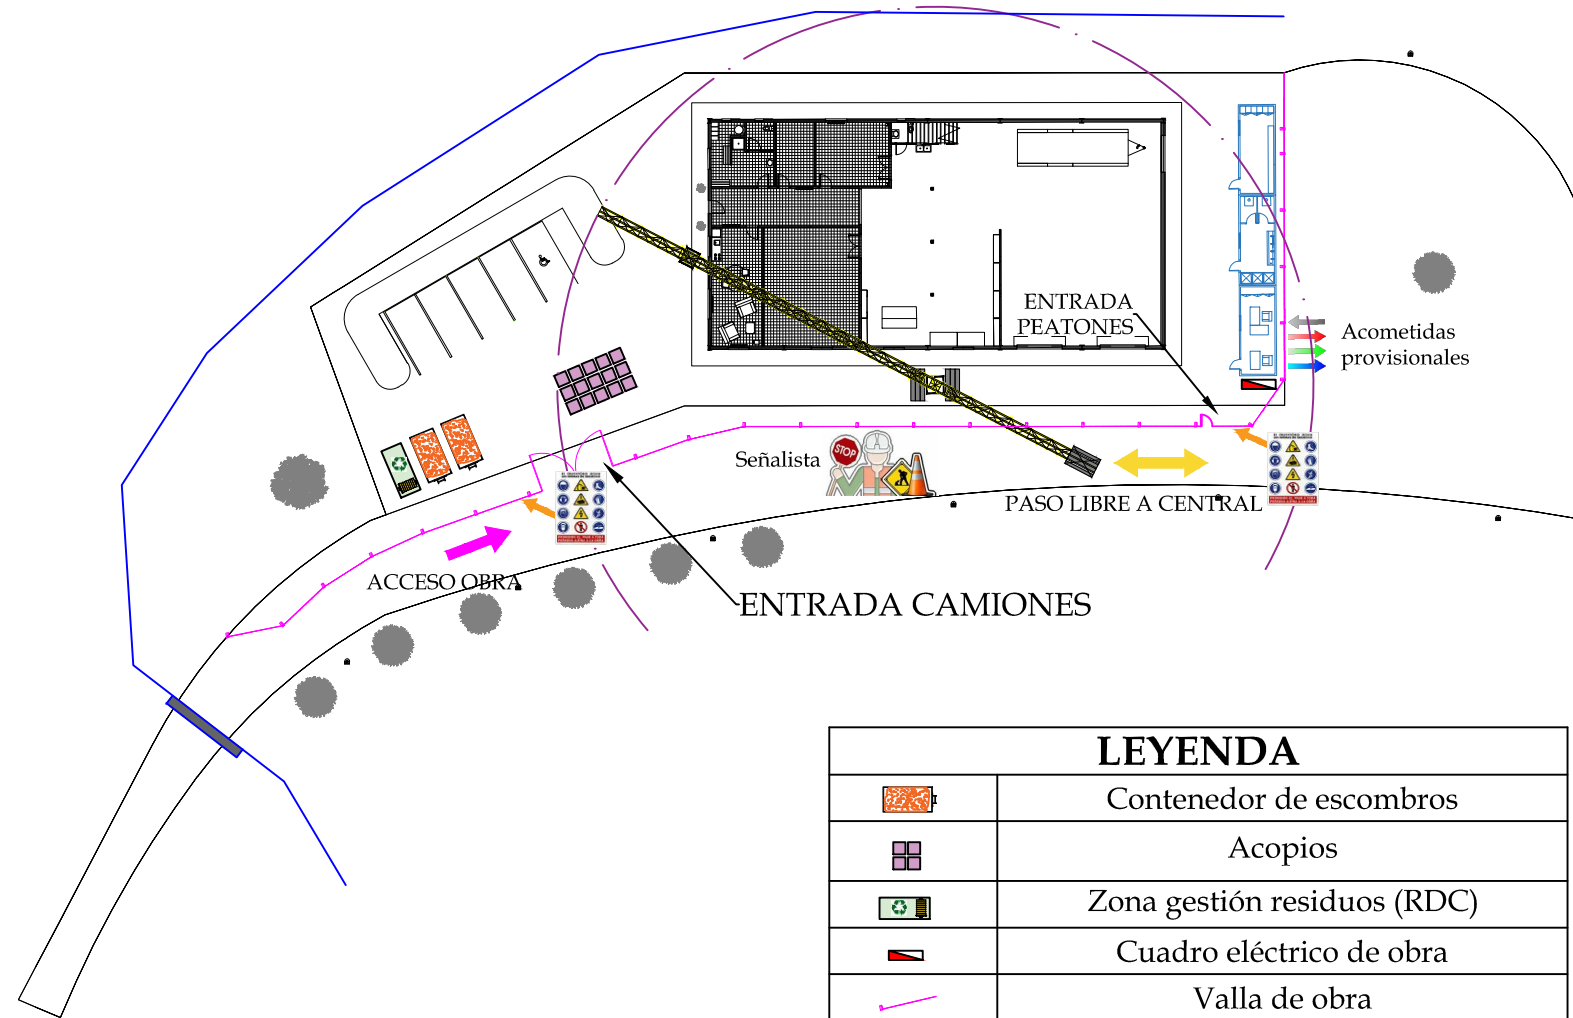 ENTRADA
PEATONES
Acometidas
provisionales
STOP
Señalista
PASO LIBRE A CENTRAL
ACCESO OBRA
ENTRADA CAMIONES
LEYENDA
Contenedor de escombros
Acopios
Zona gestión residuos (RDC)
Cuadro eléctrico de obra
Valla de obra